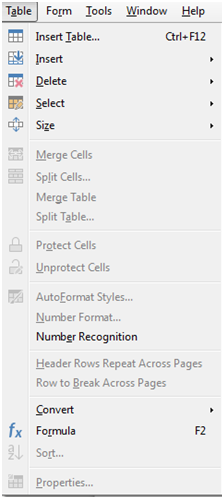 Table Form Tools Window Help
Insert Table... Ctrl+F12
Insert
Delete
Select
Size
Merge Cells
Split Cells...
Merge Table
Split Table...
Protect Cells
Unprotect Cells
AutoFormat Styles...
Number Format...
Number Recognition
Header Rows Repeat Across Pages
Row to Break Across Pages
Convert
fx Formula F2
Sort...
Properties...